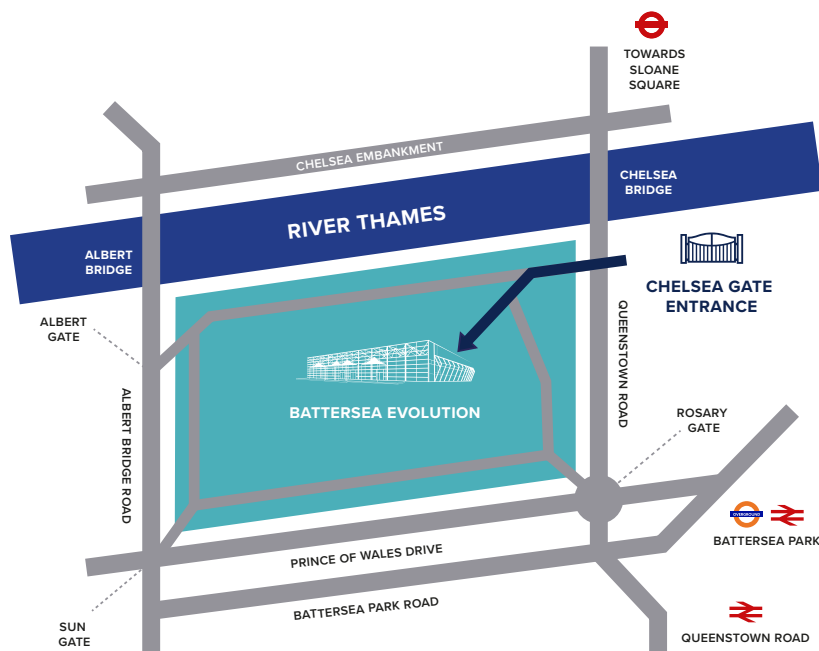 TOWARDS
SLOANE
SQUARE
CHELSEA EMBANKMENT
CHELSEA
BRIDGE
RIVER THAMES
ALBERT
BRIDGE
CHELSEA GATE
ENTRANCE
ALBERT
GATE
QUEENSTOWN ROAD
BATTERSEA EVOLUTION
ALBERT BRIDGE ROAD
ROSARY
GATE
OVERGROUND
BATTERSEA PARK
PRINCE OF WALES DRIVE
BATTERSEA PARK ROAD
SUN
GATE
QUEENSTOWN ROAD